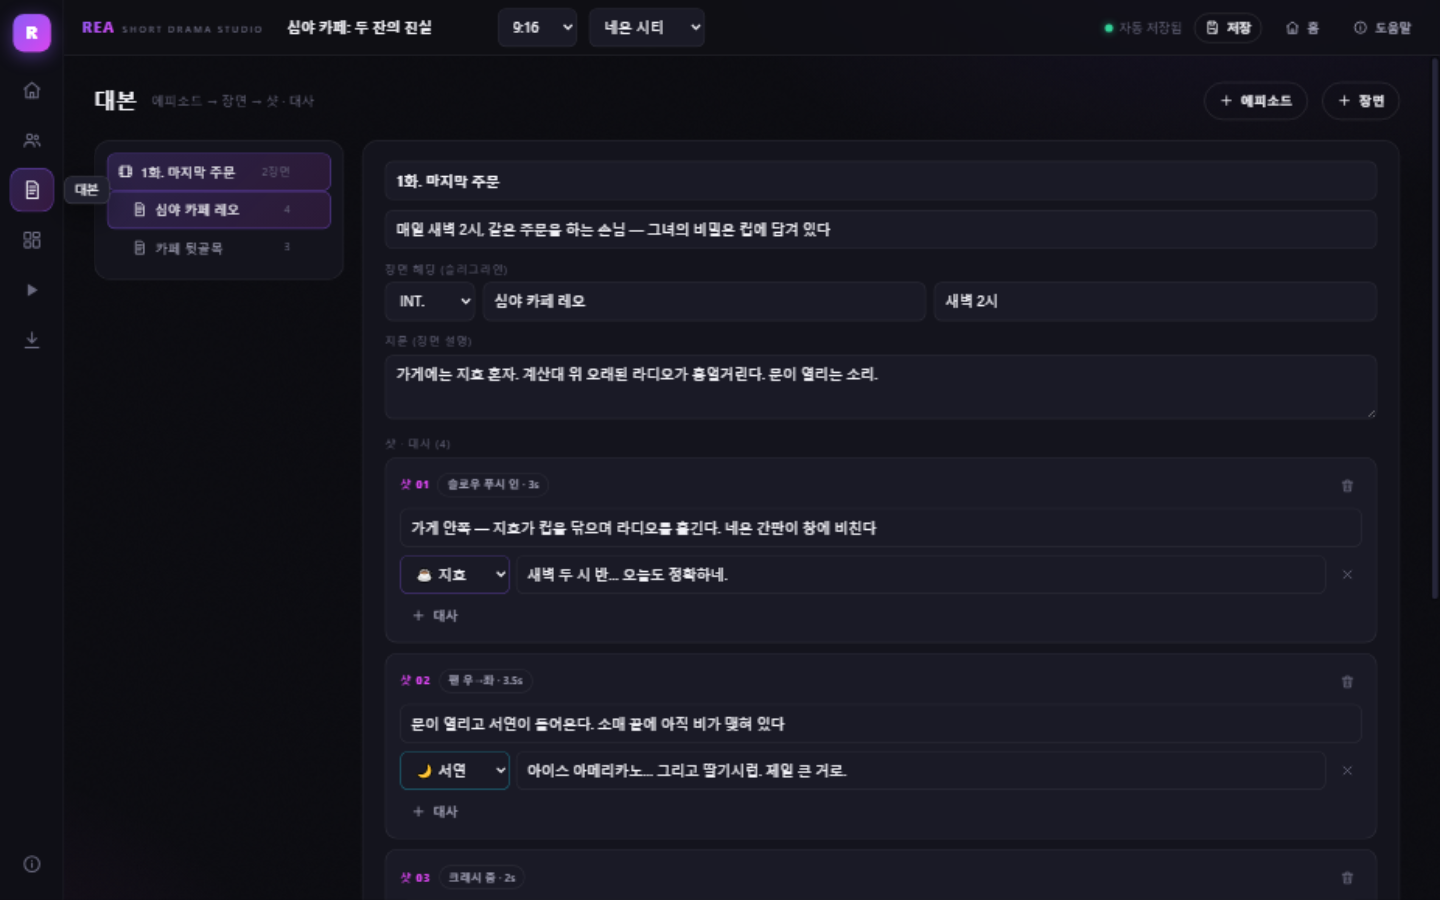 R
REA SHORT DRAMA STUDIO 심야 카페: 두 잔의 진실 9:16 네온 시티 자동 저장됨 저장 홈 도움말
대본 에피소드 → 장면 → 샷 · 대사 + 에피소드 + 장면
대본
1화. 마지막 주문 2장면
심야 카페 레오 4
카페 뒷골목 3
1화. 마지막 주문
매일 새벽 2시, 같은 주문을 하는 손님 — 그녀의 비밀은 컵에 담겨 있다
장면 헤딩 (슬러그라인)
INT. 심야 카페 레오 새벽 2시
지문 (장면 설명)
가게에는 지효 혼자. 계산대 위 오래된 라디오가 흥얼거린다. 문이 열리는 소리.
샷 · 대사 (4)
샷 01 슬로우 푸시 인 · 3s
가게 안쪽 — 지효가 컵을 닦으며 라디오를 흘긴다. 네온 간판이 창에 비친다
지효 새벽 두 시 반... 오늘도 정확하네.
+ 대사
샷 02 팬 우→좌 · 3.5s
문이 열리고 서연이 들어온다. 소매 끝에 아직 비가 맺혀 있다
서연 아이스 아메리카노... 그리고 딸기시럽. 제일 큰 거로.
+ 대사
샷 03 크래시 줌 · 2s